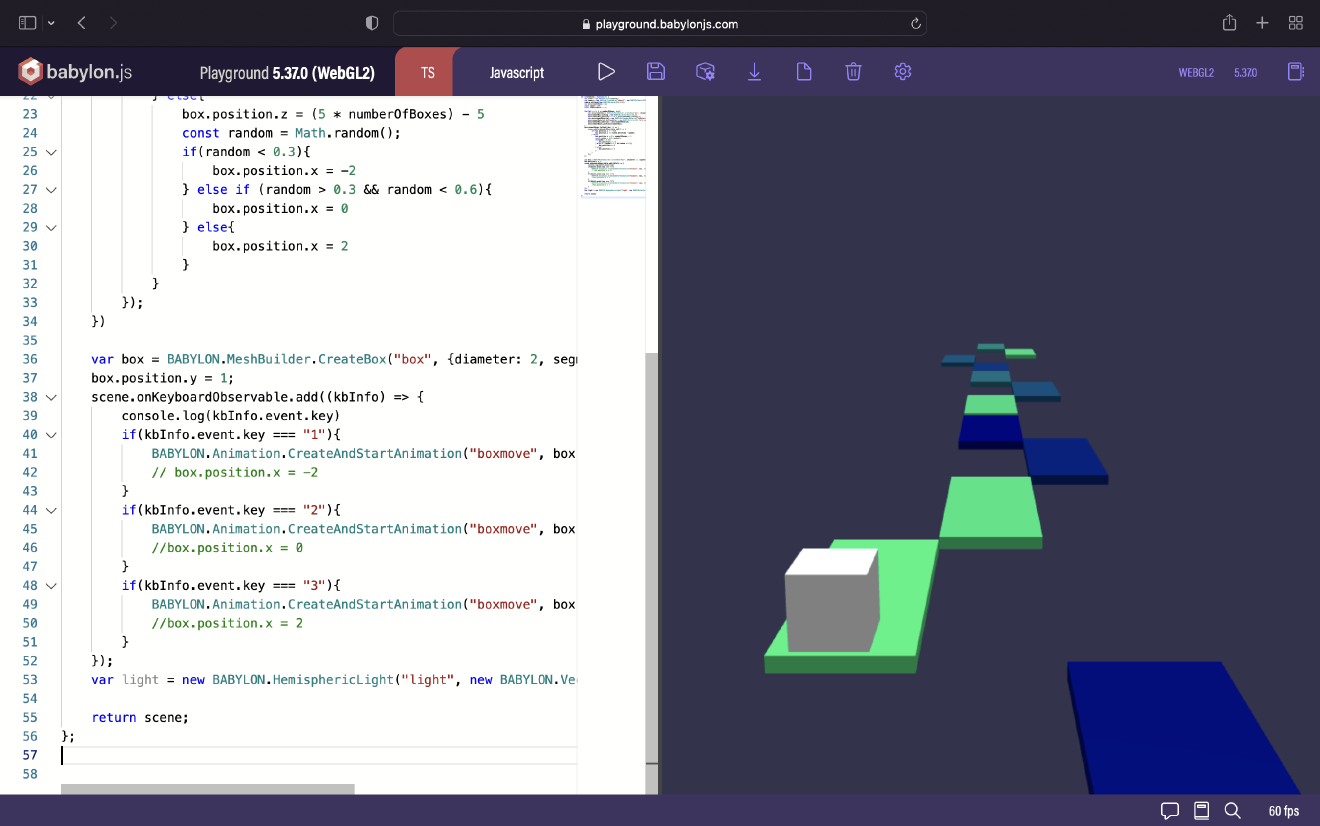 playground.babylonjs.com
babylon.js
Playground 5.37.0 (WebGL2)
TS
Javascript
WEBGL2
5.37.0
22 } else{
23 box.position.z = (5 * numberOfBoxes) - 5
24 const random = Math.random();
25 if(random < 0.3){
26 box.position.x = -2
27 } else if (random > 0.3 && random < 0.6){
28 box.position.x = 0
29 } else{
30 box.position.x = 2
31 }
32 }
33 });
34 })
35
36 var box = BABYLON.MeshBuilder.CreateBox("box", {diameter: 2, segm
37 box.position.y = 1;
38 scene.onKeyboardObservable.add((kbInfo) => {
39 console.log(kbInfo.event.key)
40 if(kbInfo.event.key === "1"){
41 BABYLON.Animation.CreateAndStartAnimation("boxmove", box
42 // box.position.x = -2
43 }
44 if(kbInfo.event.key === "2"){
45 BABYLON.Animation.CreateAndStartAnimation("boxmove", box
46 //box.position.x = 0
47 }
48 if(kbInfo.event.key === "3"){
49 BABYLON.Animation.CreateAndStartAnimation("boxmove", box
50 //box.position.x = 2
51 }
52 });
53 var light = new BABYLON.HemisphericLight("light", new BABYLON.Ve
54
55 return scene;
56 };
57
58
60 fps